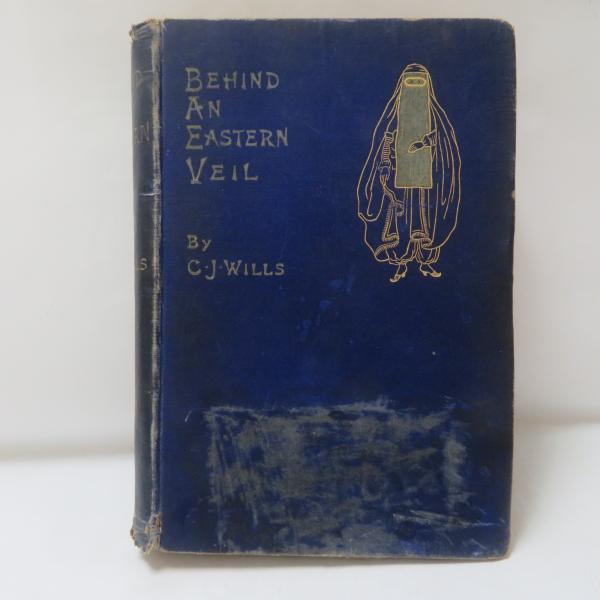 BEHIND
AN
EASTERN
VEIL
BY
C.J.WILLS